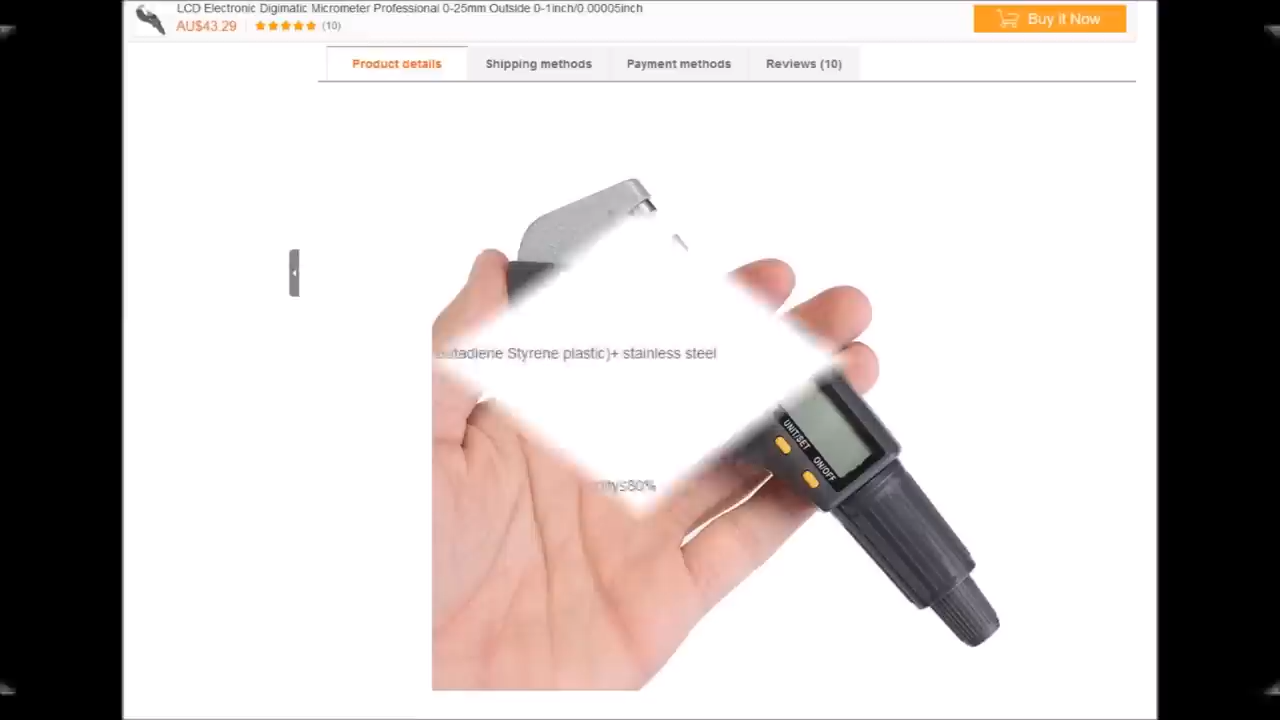 LCD Electronic Digimatic Micrometer Professional 0-25mm Outside 0-1inch/0 00005inch
AU$43.29 (10)
Buy it Now
Product details Shipping methods Payment methods Reviews (10)
Styrene plastic)+ stainless steel
UNIT/SET
ON/OFF
≤80%